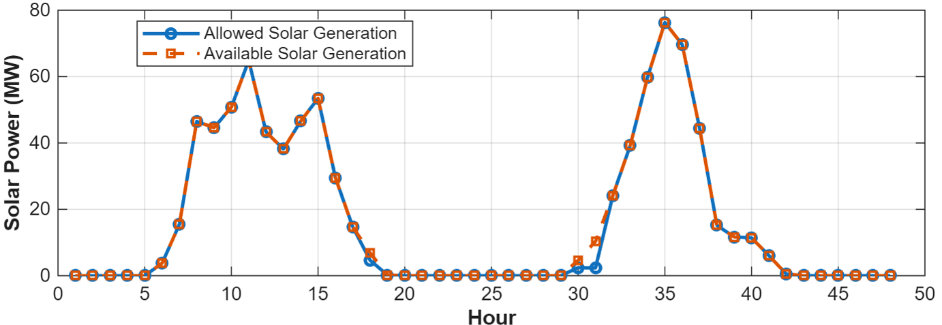 80
60
40
20
0
Solar Power (MW)
Allowed Solar Generation
Available Solar Generation
0 5 10 15 20 25 30 35 40 45 50
Hour